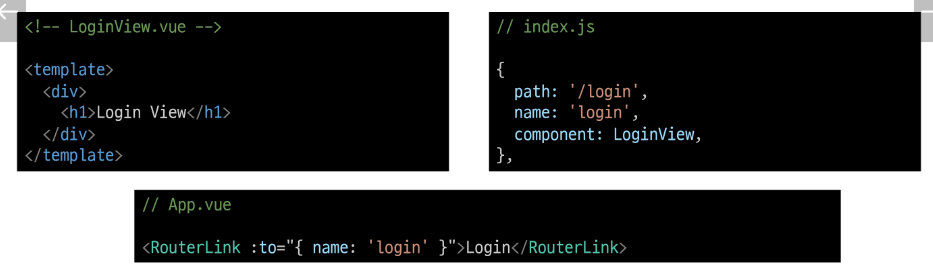 <!-- LoginView.vue -->
<template>
  <div>
    <h1>Login View</h1>
  </div>
</template>
// index.js
{
  path: '/login',
  name: 'login',
  component: LoginView,
},
// App.vue
<RouterLink :to="{ name: 'login' }">Login</RouterLink>